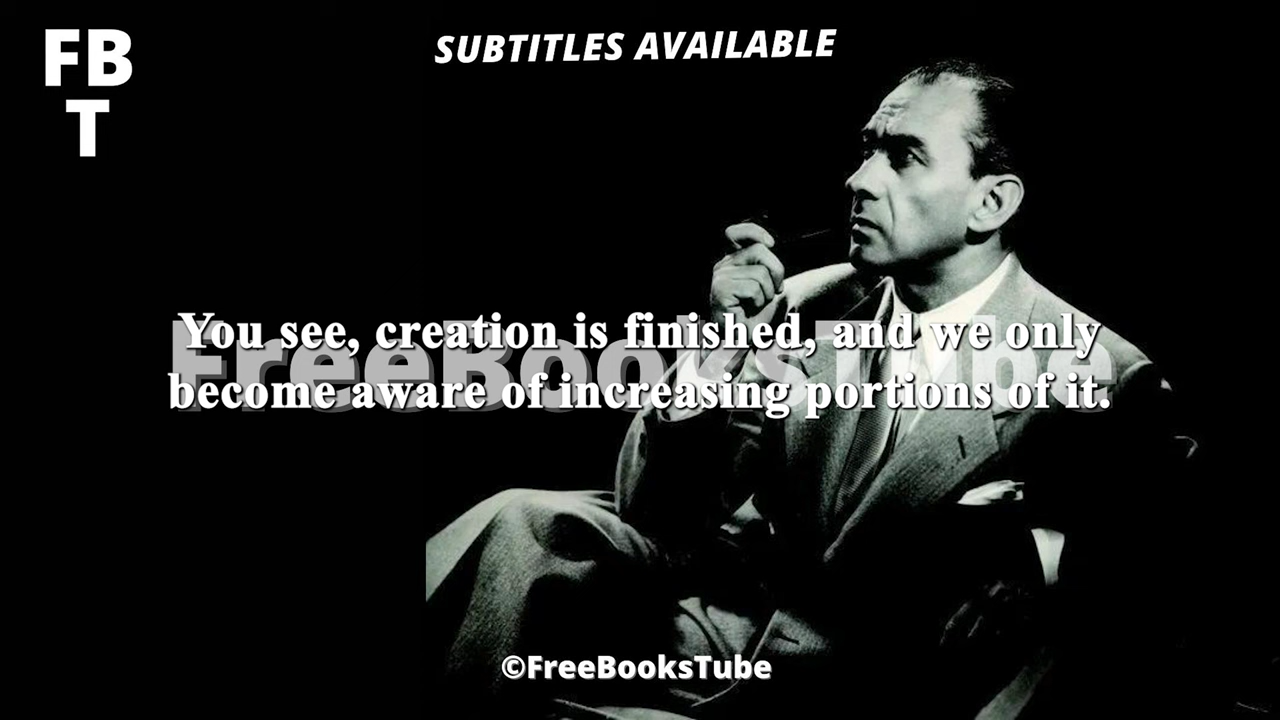 FB
T
SUBTITLES AVAILABLE
You see, creation is finished, and we only
become aware of increasing portions of it.
FreeBooksTube
©FreeBooksTube